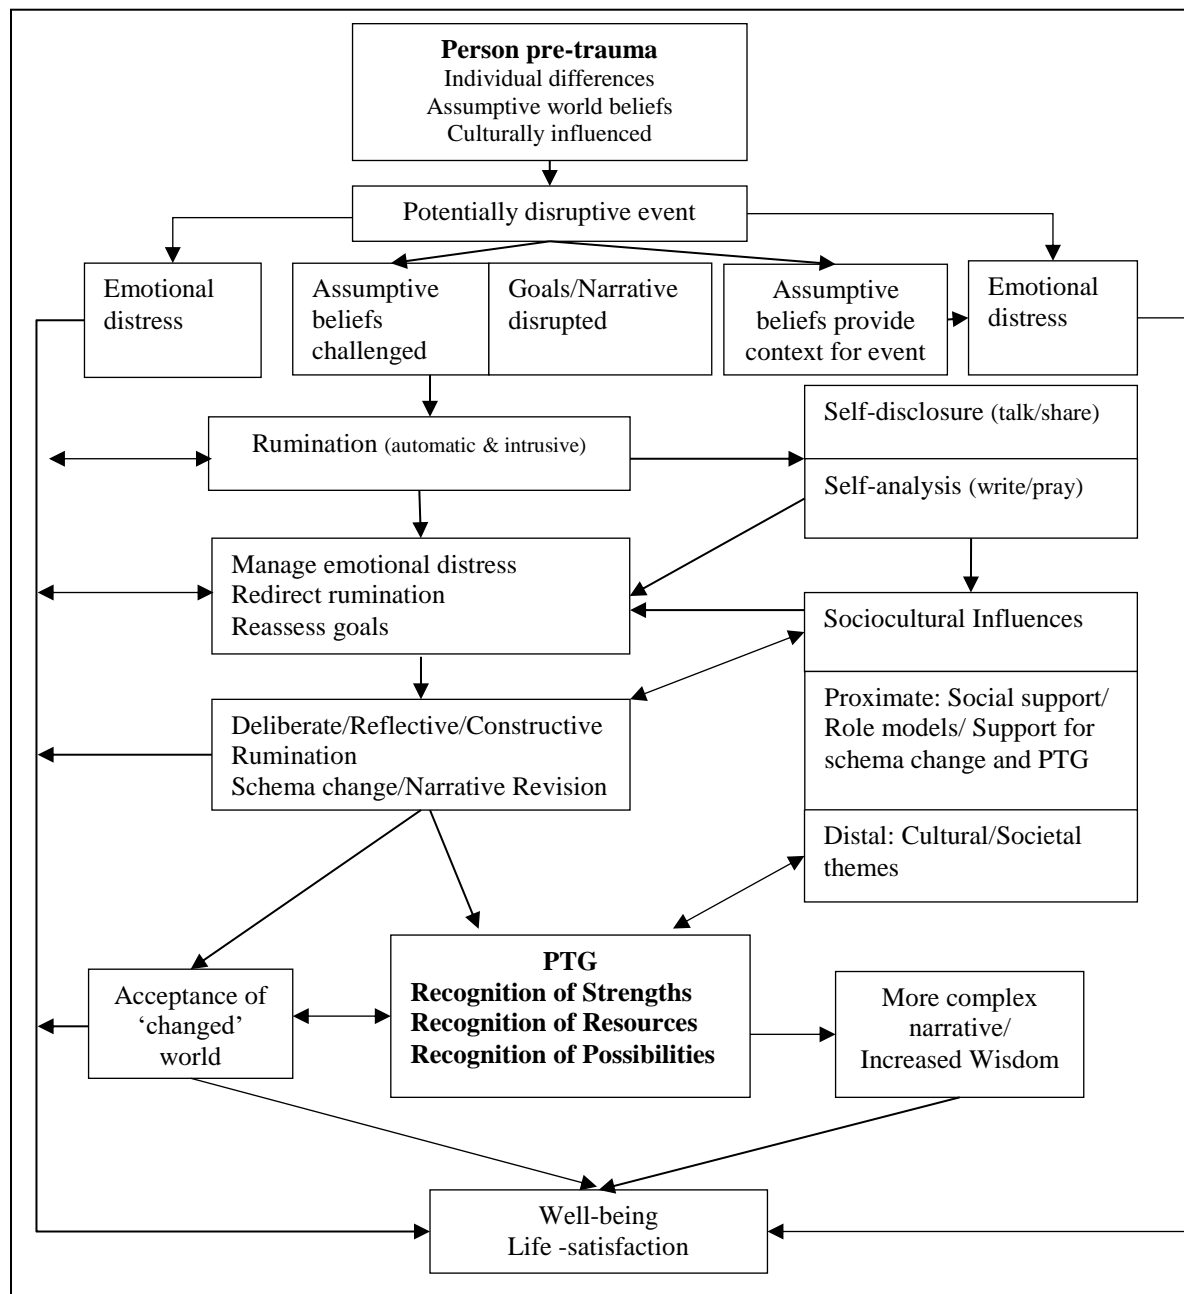 Person pre-trauma
Individual differences
Assumptive world beliefs
Culturally influenced
Potentially disruptive event
Emotional
distress
Assumptive
beliefs
challenged
Goals/Narrative
disrupted
Assumptive
beliefs provide
context for event
Emotional
distress
Self-disclosure (talk/share)
Rumination (automatic & intrusive)
Self-analysis (write/pray)
Manage emotional distress
Redirect rumination
Reassess goals
Sociocultural Influences
Proximate: Social support/
Role models/ Support for
schema change and PTG
Deliberate/Reflective/Constructive
Rumination
Schema change/Narrative Revision
Distal: Cultural/Societal
themes
Acceptance of
‘changed’
world
PTG
Recognition of Strengths
Recognition of Resources
Recognition of Possibilities
More complex
narrative/
Increased Wisdom
Well-being
Life -satisfaction